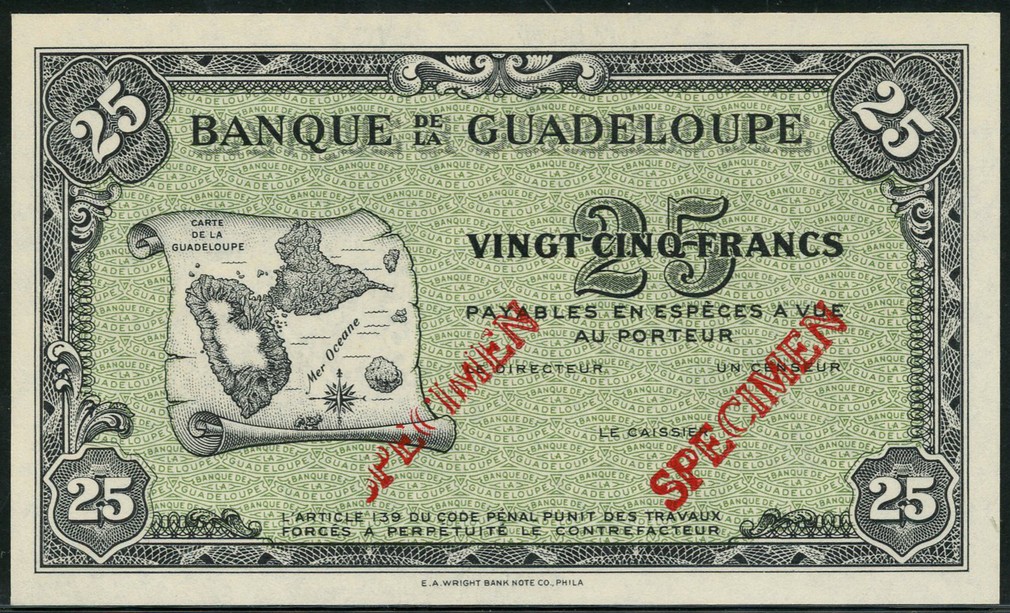 25
25
BANQUE DE LA GUADELOUPE
CARTE
DE LA
GUADELOUPE
Mer Oceane
25
VINGT-CINQ-FRANCS
PAYABLES EN ESPÈCES A VUE
AU PORTEUR
LE DIRECTEUR.
UN CENSEUR
LE CAISSIER
SPECIMEN
SPECIMEN
25
25
L'ARTICLE 139 DU CODE PÉNAL PUNIT DES TRAVAUX
FORCÉS A PERPÉTUITÉ LE CONTREFACTEUR
E.A.WRIGHT BANK NOTE CO., PHILA